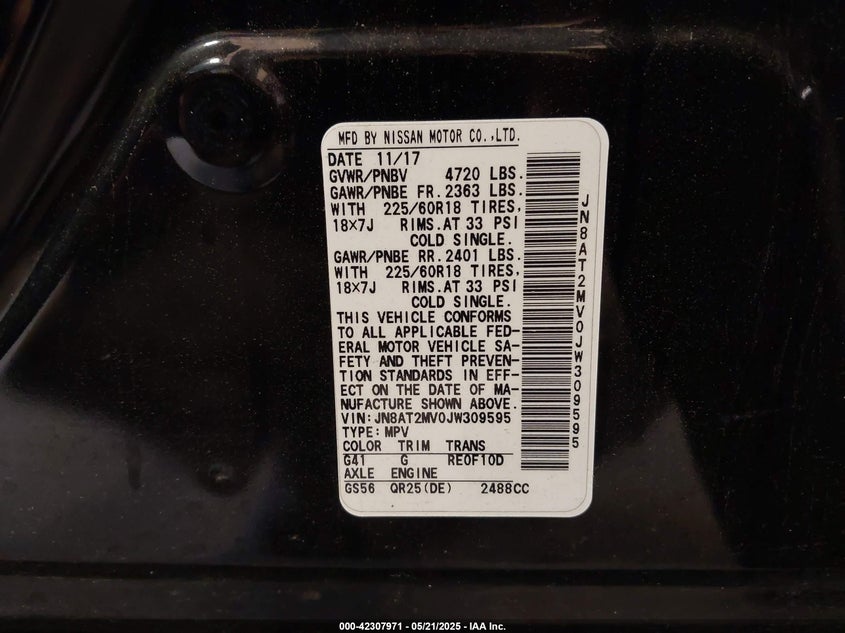 MFD BY NISSAN MOTOR CO.,LTD.
DATE 11/17
GVWR/PNBV 4720 LBS.
GAWR/PNBE FR. 2363 LBS.
WITH 225/60R18 TIRES,
18×7J RIMS.AT 33 PSI
COLD SINGLE.
GAWR/PNBE RR. 2401 LBS.
WITH 225/60R18 TIRES,
18×7J RIMS.AT 33 PSI
COLD SINGLE.
THIS VEHICLE CONFORMS
TO ALL APPLICABLE FED-
ERAL MOTOR VEHICLE SA-
FETY AND THEFT PREVEN-
TION STANDARDS IN EFF-
ECT ON THE DATE OF MA-
NUFACTURE SHOWN ABOVE.
VIN:JN8AT2MV0JW309595
TYPE:MPV
COLOR TRIM TRANS
G41 G RE0F10D
AXLE ENGINE
GS56 QR25(DE) 2488CC
JN8AT2MV0JW309595
000-42307971 - 05/21/2025 - IAA Inc.